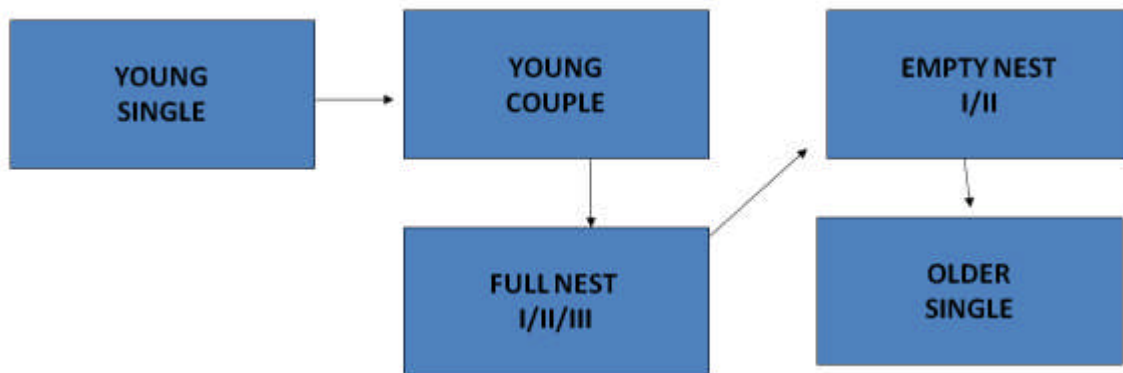 YOUNG
SINGLE
YOUNG
COUPLE
FULL NEST
I/II/III
EMPTY NEST
I/II
OLDER
SINGLE